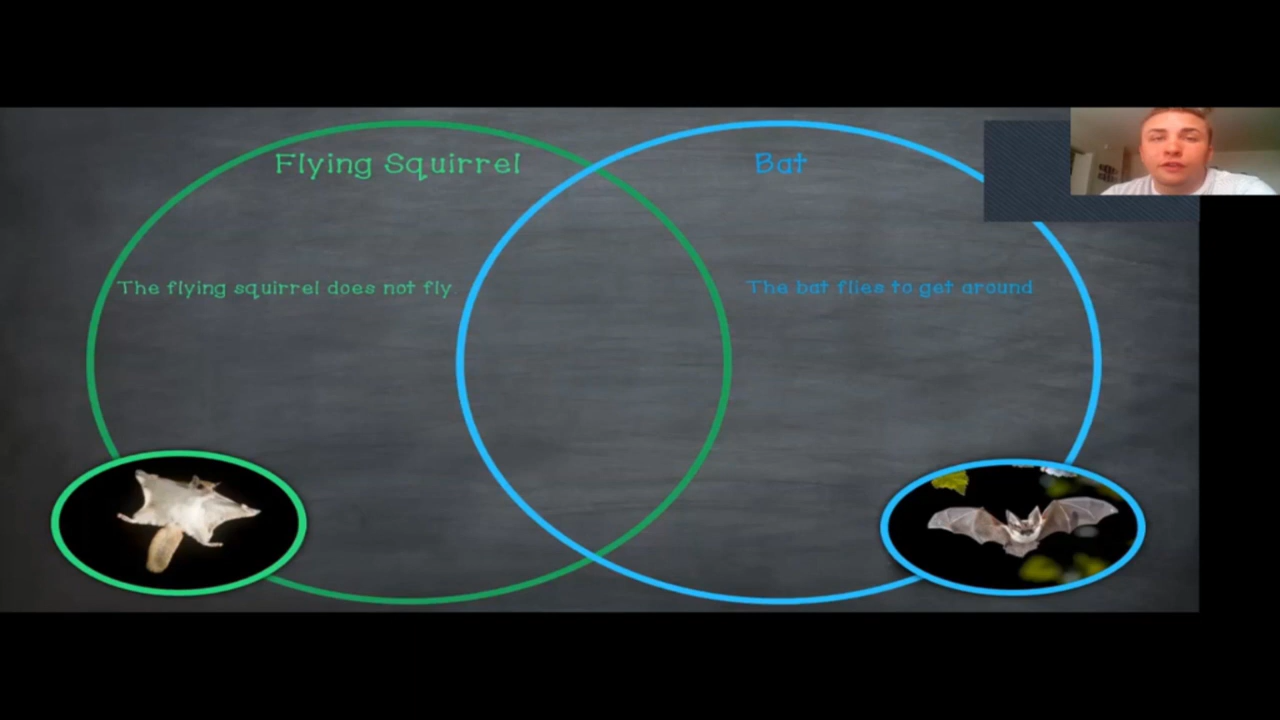 Flying Squirrel
Bat
The flying squirrel does not fly
The bat flies to get around